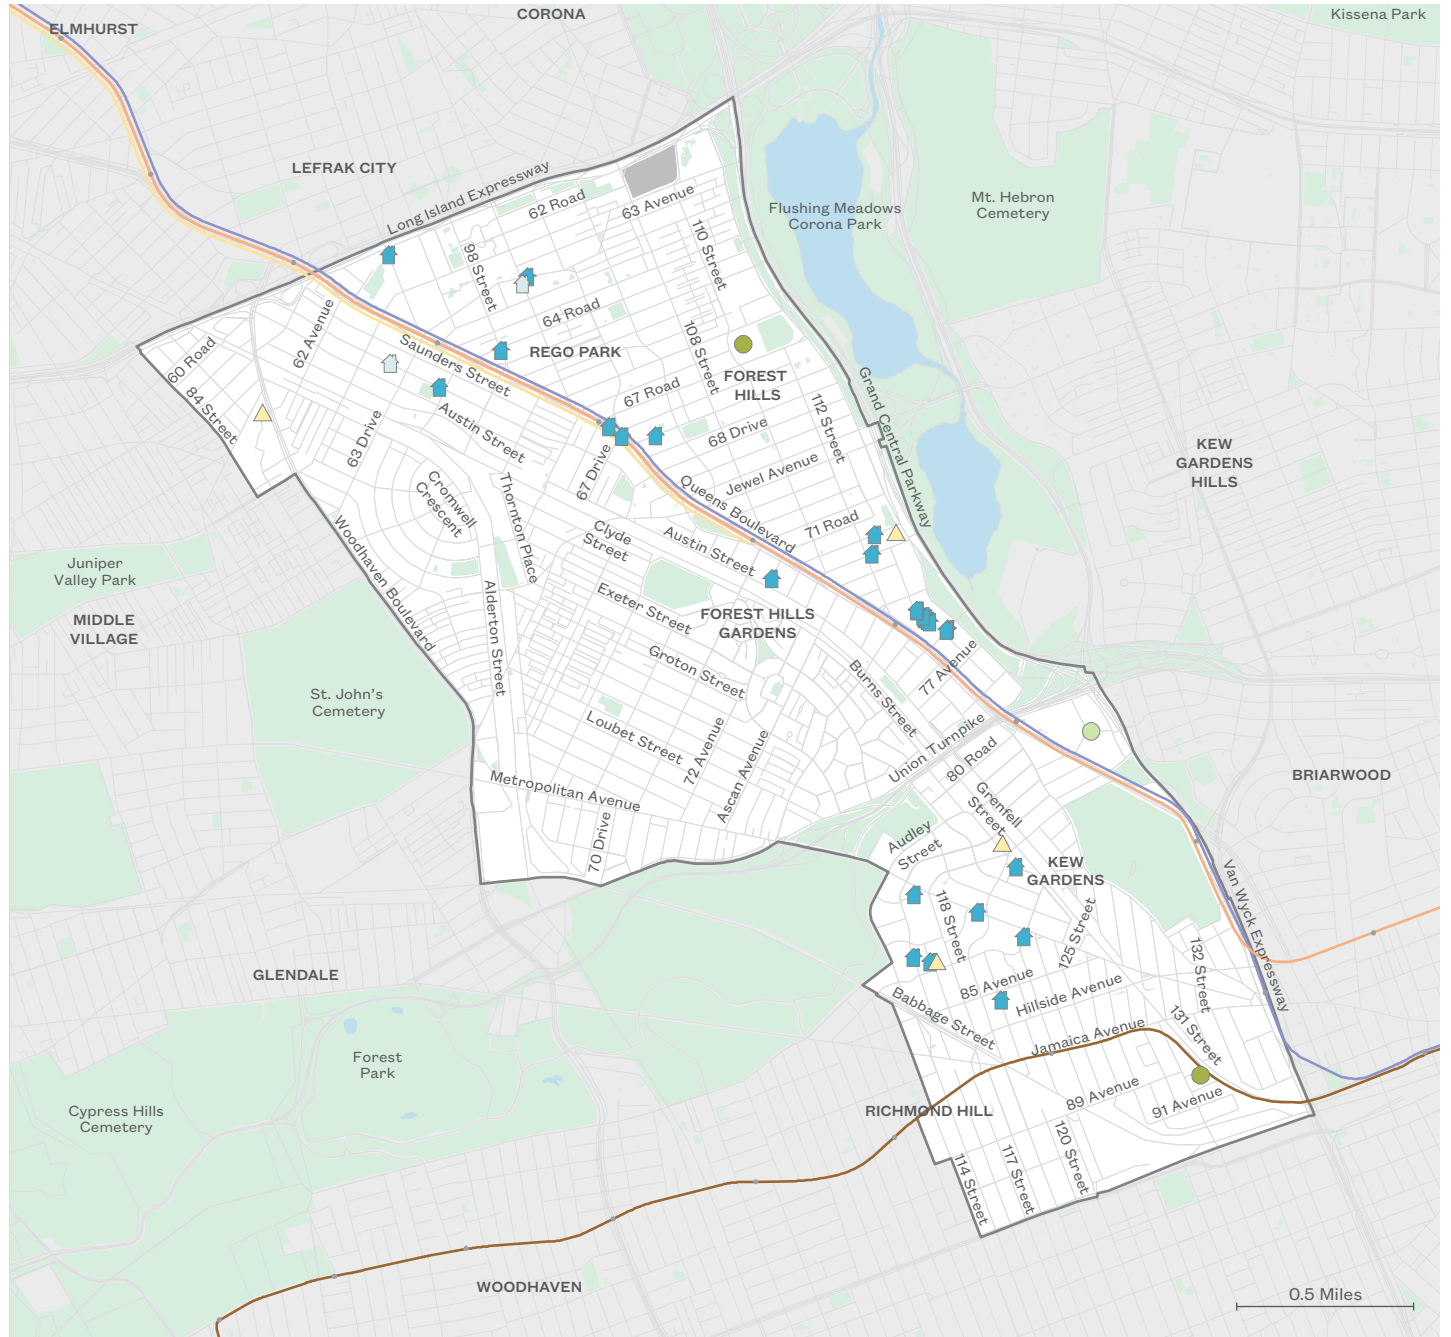 CORONA
Kissena Park
ELMHURST
LEFRAK CITY
Long Island Expressway
62 Road
63 Avenue
110 Street
Flushing Meadows
Corona Park
Mt. Hebron
Cemetery
98 Street
64 Road
62 Avenue
60 Road
84 Street
Saunders Street
REGO PARK
108 Street
FOREST
HILLS
67 Road
Grand Central Parkway
112 Street
63 Drive
Austin Street
68 Drive
67 Drive
Jewel Avenue
KEW
GARDENS
HILLS
Cromwell
Crescent
Thornton Place
Queens Boulevard
71 Road
Clyde
Street
Austin Street
Woodhaven Boulevard
Juniper
Valley Park
MIDDLE
VILLAGE
Alderton Street
Exeter Street
FOREST HILLS
GARDENS
Groton Street
77 Avenue
Burns Street
St. John's
Cemetery
Loubet Street
72 Avenue
Ascan Avenue
Union Turnpike
80 Road
BRIARWOOD
Metropolitan Avenue
70 Drive
Grenfell
Street
Audley
Street
KEW
GARDENS
Van Wyck Expressway
118 Street
125 Street
132 Street
GLENDALE
85 Avenue
Hillside Avenue
Babbage Street
131 Street
Jamaica Avenue
Forest
Park
89 Avenue
91 Avenue
Cypress Hills
Cemetery
RICHMOND HILL
114 Street
117 Street
120 Street
WOODHAVEN
0.5 Miles